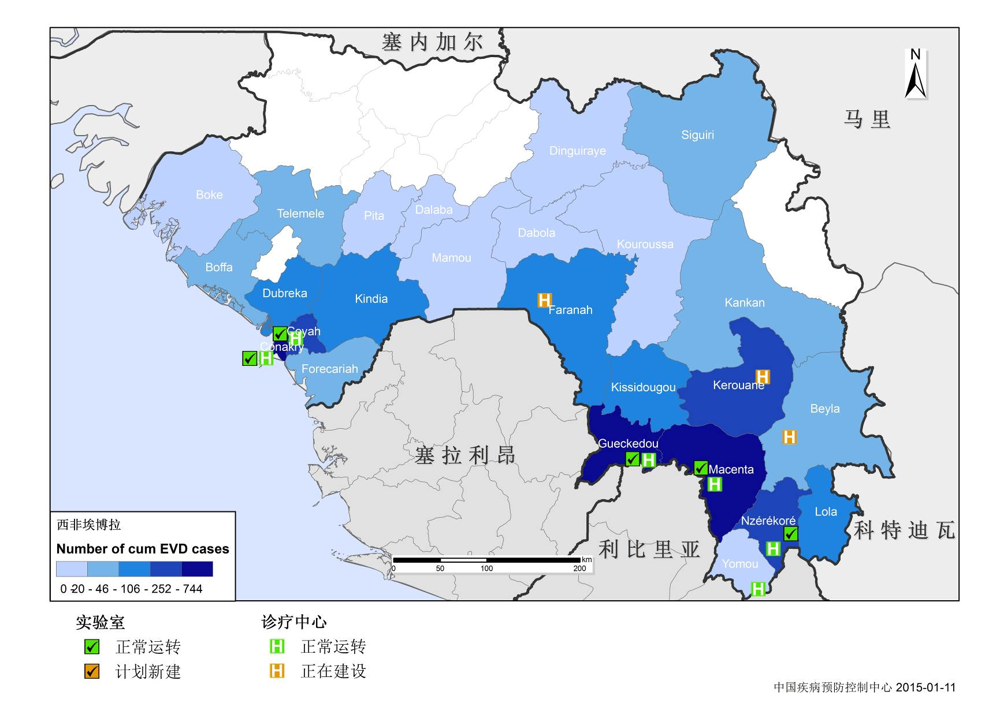 塞内加尔
N
马里
Siguiri
Dinguiraye
Boke
Telemele
Pita
Dalaba
Dabola
Kouroussa
Mamou
Boffa
Dubreka
Kindia
Faranah
Kankan
Coyah
Conakry
Forecariah
Kissidougou
Kerouane
Beyla
Gueckedou
塞拉利昂
Macenta
Lola
Nzérékoré
科特迪瓦
利比里亚
Yomou
km
0 50 100 200
西非埃博拉
Number of cum EVD cases
0 -20 - 46 - 106 - 252 - 744
实验室
正常运转
计划新建
诊疗中心
正常运转
正在建设
中国疾病预防控制中心 2015-01-11